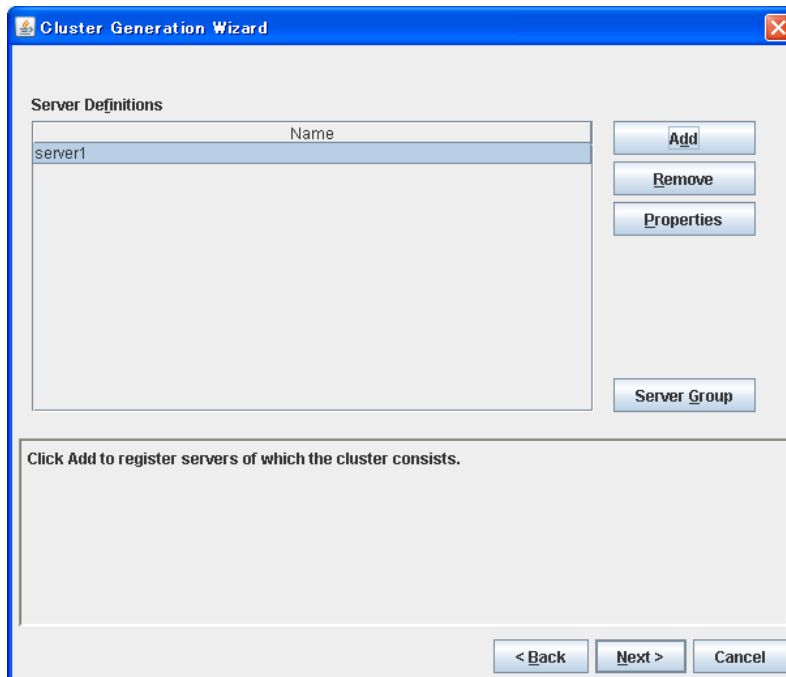 Cluster Generation Wizard
Server Definitions
Name
server1
Add
Remove
Properties
Server Group
Click Add to register servers of which the cluster consists.
< Back
Next >
Cancel